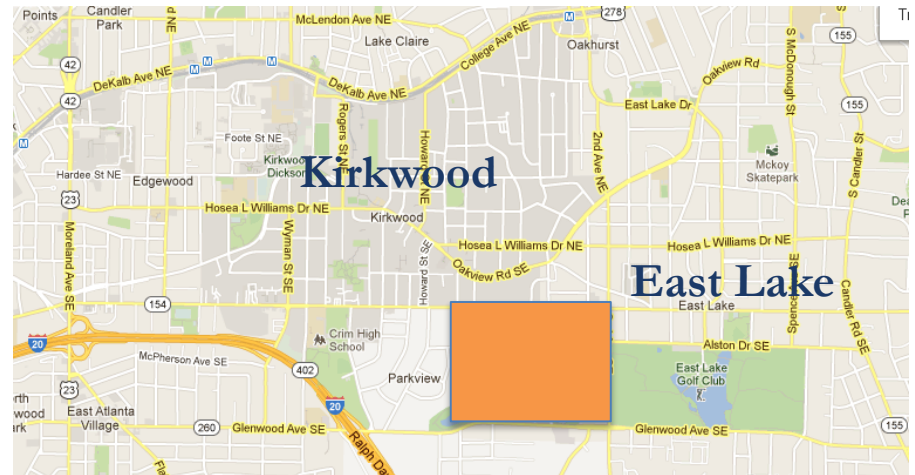 Points
Candler
Park
McLendon Ave NE
Lake Claire
College Ave NE
M
278
Oakhurst
Tr
155
42
M
M
M
DeKalb Ave NE
DeKalb Ave NE
Oakview Rd
S McDonough St
42
East Lake Dr
155
M
Rogers St NE
Howard St NE
2nd Ave NE
S Candler St
Foote St NE
Kirkwood
Mckoy
Skatepark
Hardee St NE
Edgewood
23
Hosea L Williams Dr NE
Kirkwood
Hosea L Williams Dr NE
Hosea L Williams Dr NE
Moreland Ave SE
Wyman St SE
Howard St SE
Oakview Rd SE
East Lake
East Lake
154
Candler Rd SE
20
Crim High
School
Alston Dr SE
McPherson Ave SE
402
Parkview
East Lake
Golf Club
23
20
East Atlanta
Village
260
Glenwood Ave SE
Glenwood Ave SE
155